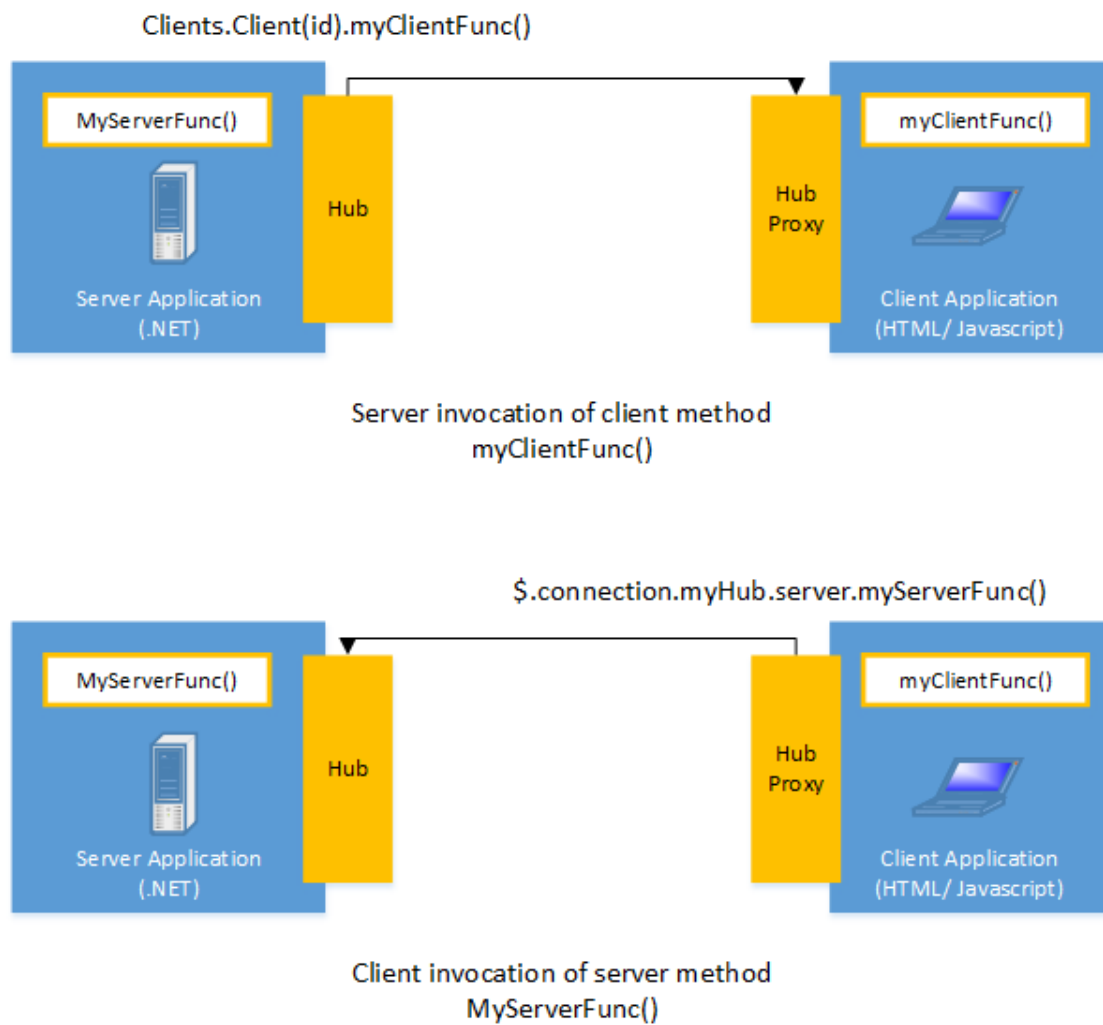 Clients.Client(id).myClientFunc()
MyServerFunc()
Hub
Server Application
(.NET)
Hub
Proxy
myClientFunc()
Client Application
(HTML/ Javascript)
Server invocation of client method
myClientFunc()
$.connection.myHub.server.myServerFunc()
MyServerFunc()
Hub
Server Application
(.NET)
Hub
Proxy
myClientFunc()
Client Application
(HTML/ Javascript)
Client invocation of server method
MyServerFunc()